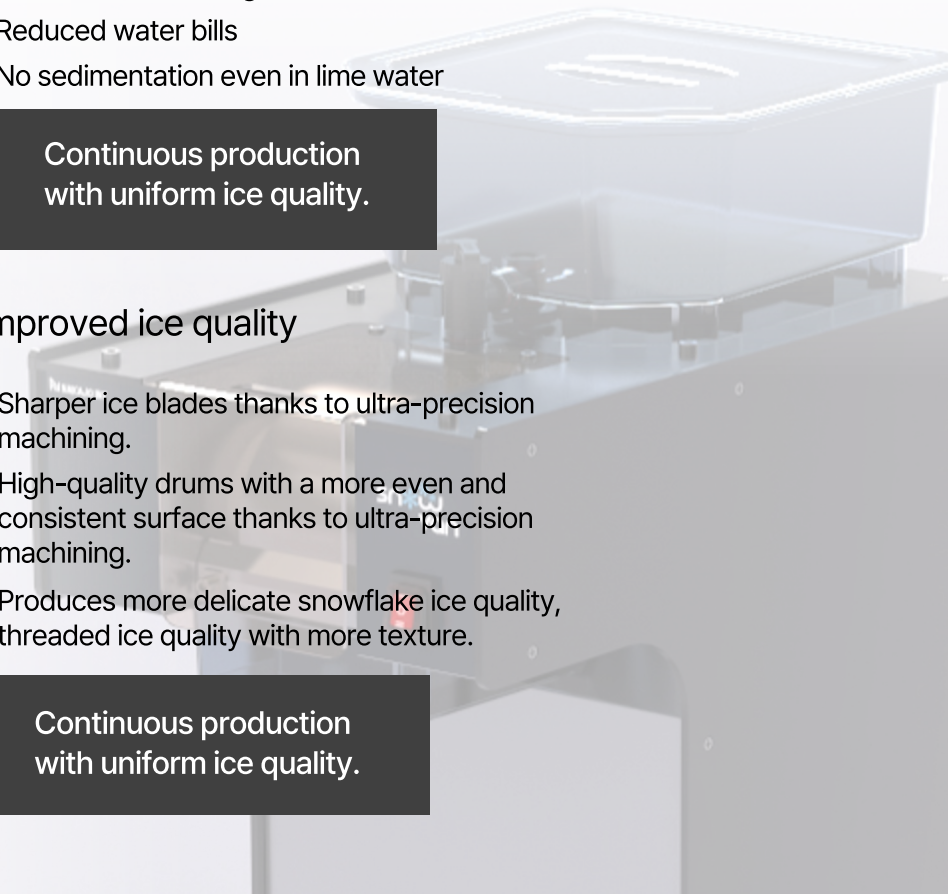 Reduced water bills
No sedimentation even in lime water
Continuous production
with uniform ice quality.
mproved ice quality
Sharper ice blades thanks to ultra-precision
machining.
High-quality drums with a more even and
consistent surface thanks to ultra-precision
machining.
snow
Produces more delicate snowflake ice quality,
threaded ice quality with more texture.
Continuous production
with uniform ice quality.